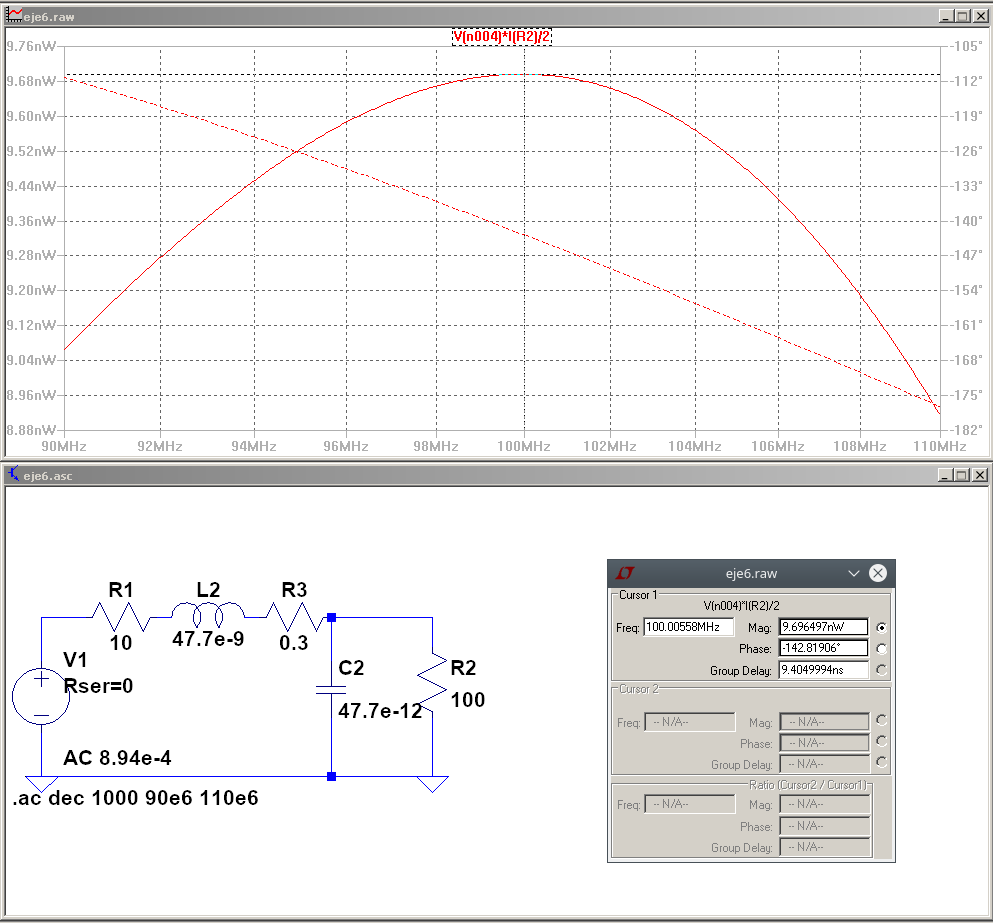 eje6.raw
V(n004)*I(R2)/2
9.76nW
-105°
9.68nW
-112°
9.60nW
-119°
9.52nW
-126°
9.44nW
-133°
9.36nW
-140°
9.28nW
-147°
9.20nW
-154°
9.12nW
-161°
9.04nW
-168°
8.96nW
-175°
8.88nW
-182°
90MHz 92MHz 94MHz 96MHz 98MHz 100MHz 102MHz 104MHz 106MHz 108MHz 110MHz
eje6.asc
R1
L2
R3
10
47.7e-9
0.3
V1
Rser=0
C2
47.7e-12
R2
100
AC 8.94e-4
.ac dec 1000 90e6 110e6
eje6.raw
Cursor 1
V(n004)*I(R2)/2
Freq: 100.00558MHz Mag: 9.696497nW
Phase: -142.81906°
Group Delay: 9.4049994ns
Cursor 2
Freq: -- N/A-- Mag: -- N/A--
Phase: -- N/A--
Group Delay: -- N/A--
Ratio (Cursor2 / Cursor1)
Freq: -- N/A-- Mag: -- N/A--
Phase: -- N/A--
Group Delay: -- N/A--